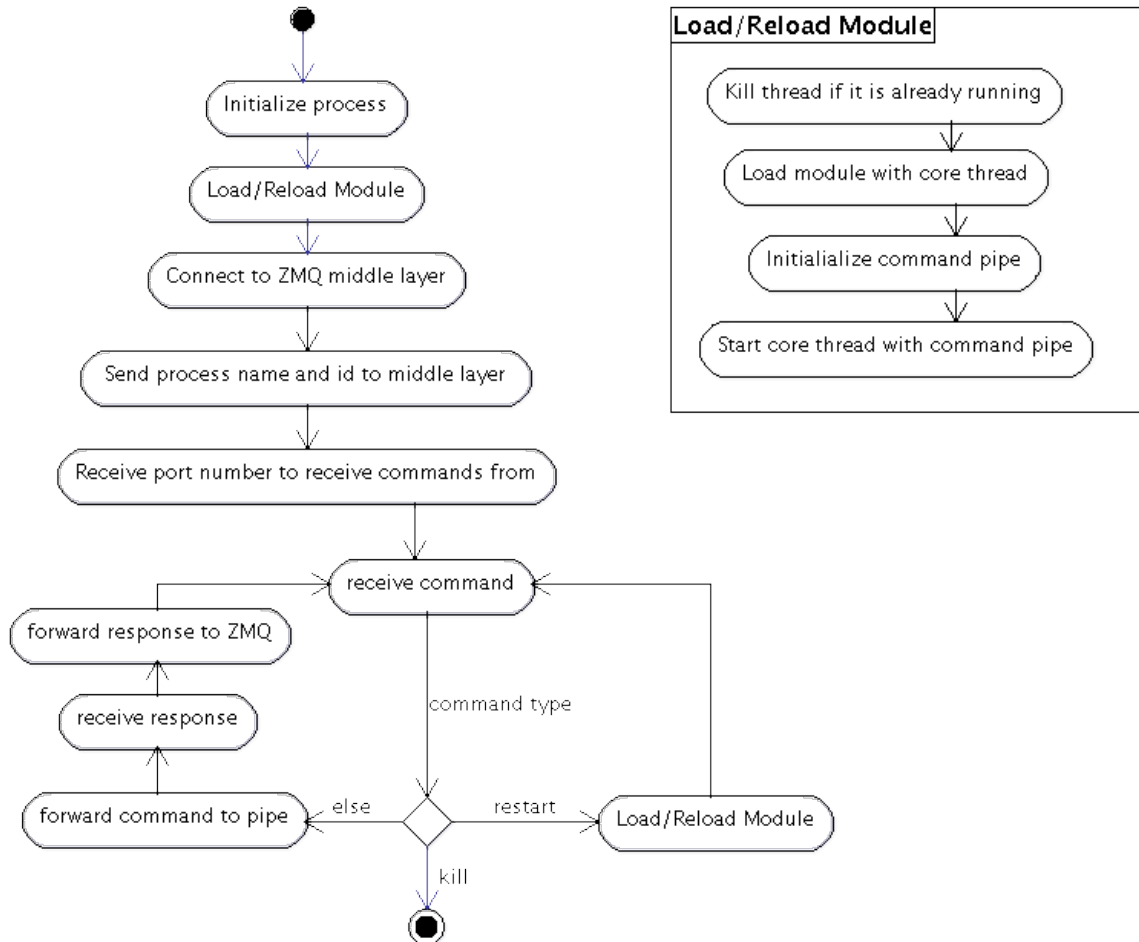 Load/Reload Module
Kill thread if it is already running
Load module with core thread
Initialialize command pipe
Start core thread with command pipe
Initialize process
Load/Reload Module
Connect to ZMQ middle layer
Send process name and id to middle layer
Receive port number to receive commands from
receive command
forward response to ZMQ
receive response
command type
forward command to pipe
else
restart
Load/Reload Module
kill